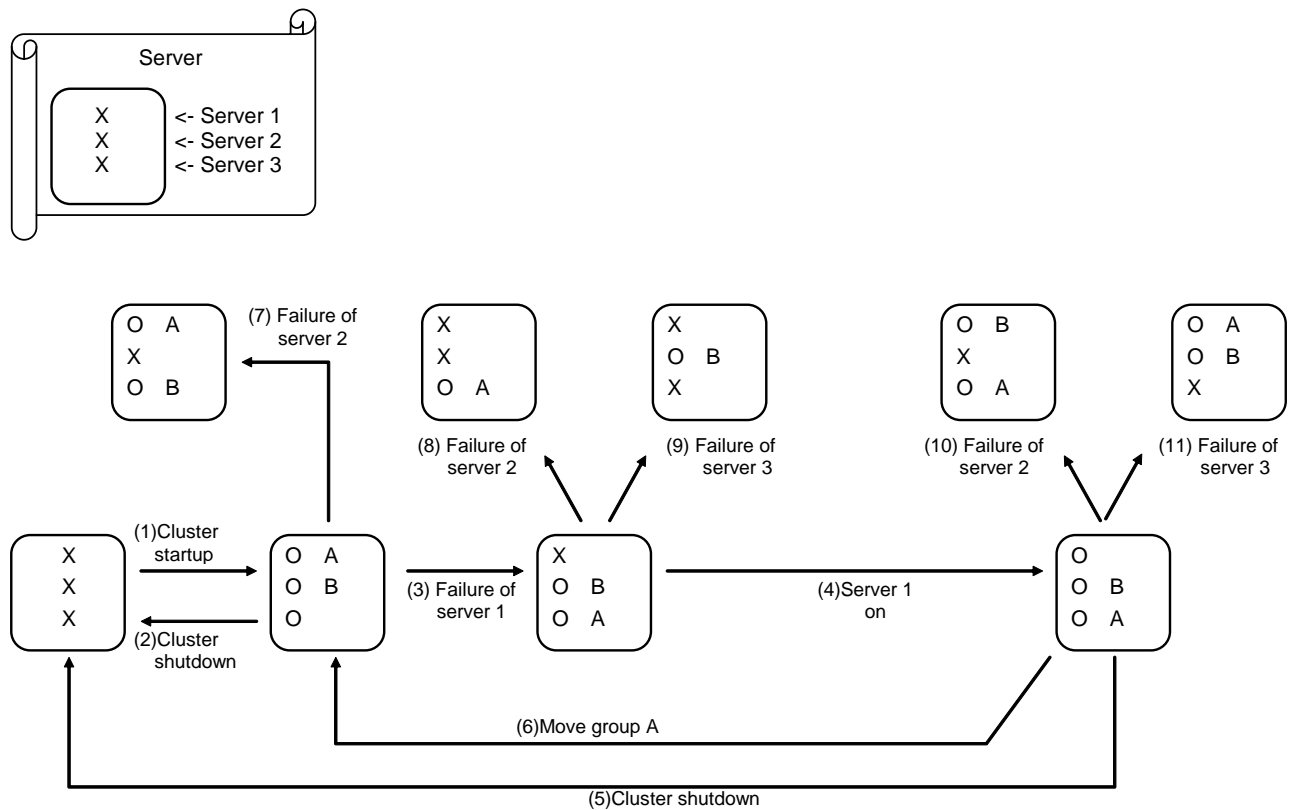 Server
X <- Server 1
X <- Server 2
X <- Server 3
O A
X
O B
(7) Failure of
server 2
X
X
O A
(8) Failure of
server 2
X
O B
X
(9) Failure of
server 3
O B
X
O A
(10) Failure of
server 2
O A
O B
X
(11) Failure of
server 3
X
X
X
(1)Cluster
startup
(2)Cluster
shutdown
O A
O B
O
(3) Failure of
server 1
X
O B
O A
(4)Server 1
on
O
O B
O A
(6)Move group A
(5)Cluster shutdown